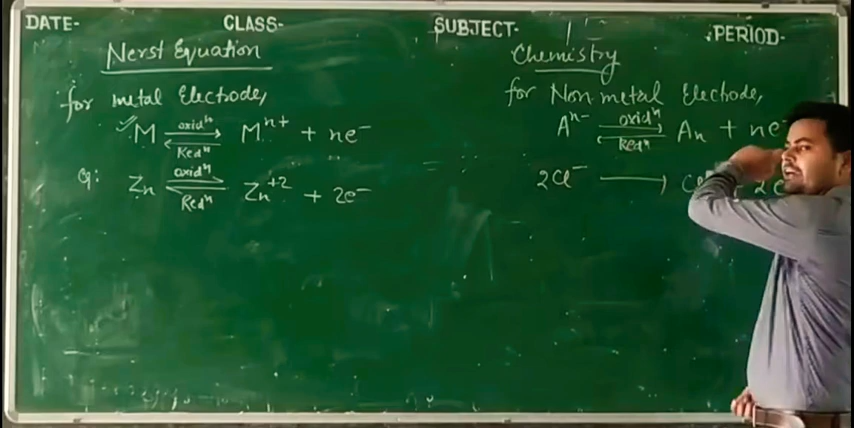 DATE- CLASS- SUBJECT- PERIOD-
Nerst Equation
for metal Electrode,
M ⇌ Mⁿ⁺ + ne⁻
oxidⁿ
Redⁿ
eg: Zn ⇌ Zn⁺² + 2e⁻
oxidⁿ
Redⁿ
Chemistry
for Non-metal Electrode,
Aⁿ⁻ ⇌ An + ne⁻
oxidⁿ
Redⁿ
2Cl⁻ ⟶